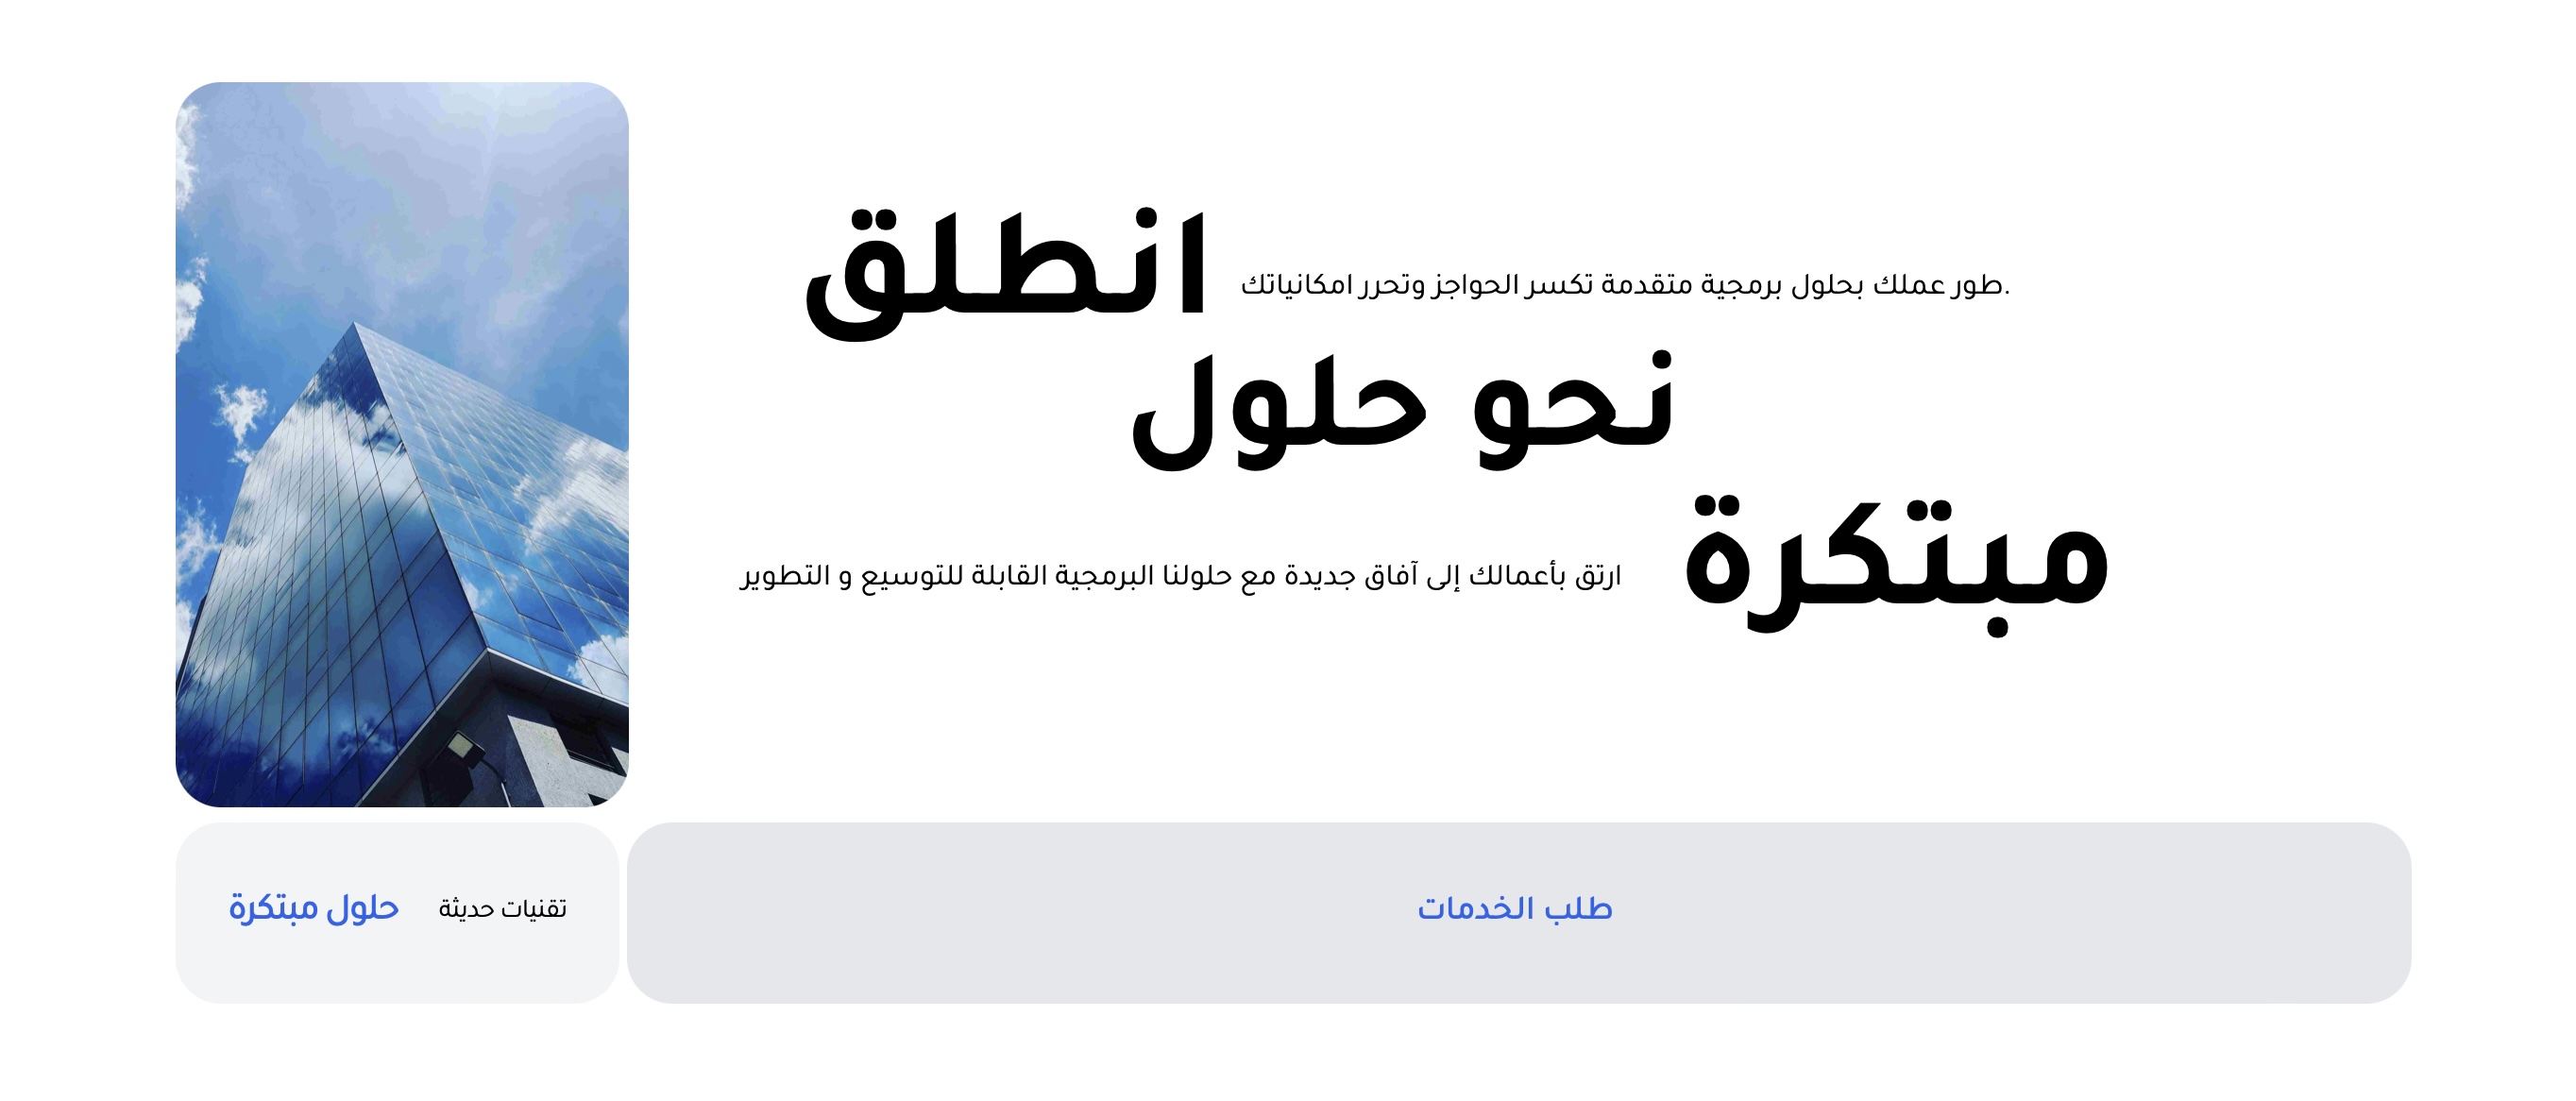 انطلق
طور عملك بحلول برمجية متقدمة تكسر الحواجز وتحرر امكانياتك.
نحو حلول
مبتكرة
ارتق بأعمالك إلى آفاق جديدة مع حلولنا البرمجية القابلة للتوسيع و التطوير
طلب الخدمات
تقنيات حديثة
حلول مبتكرة